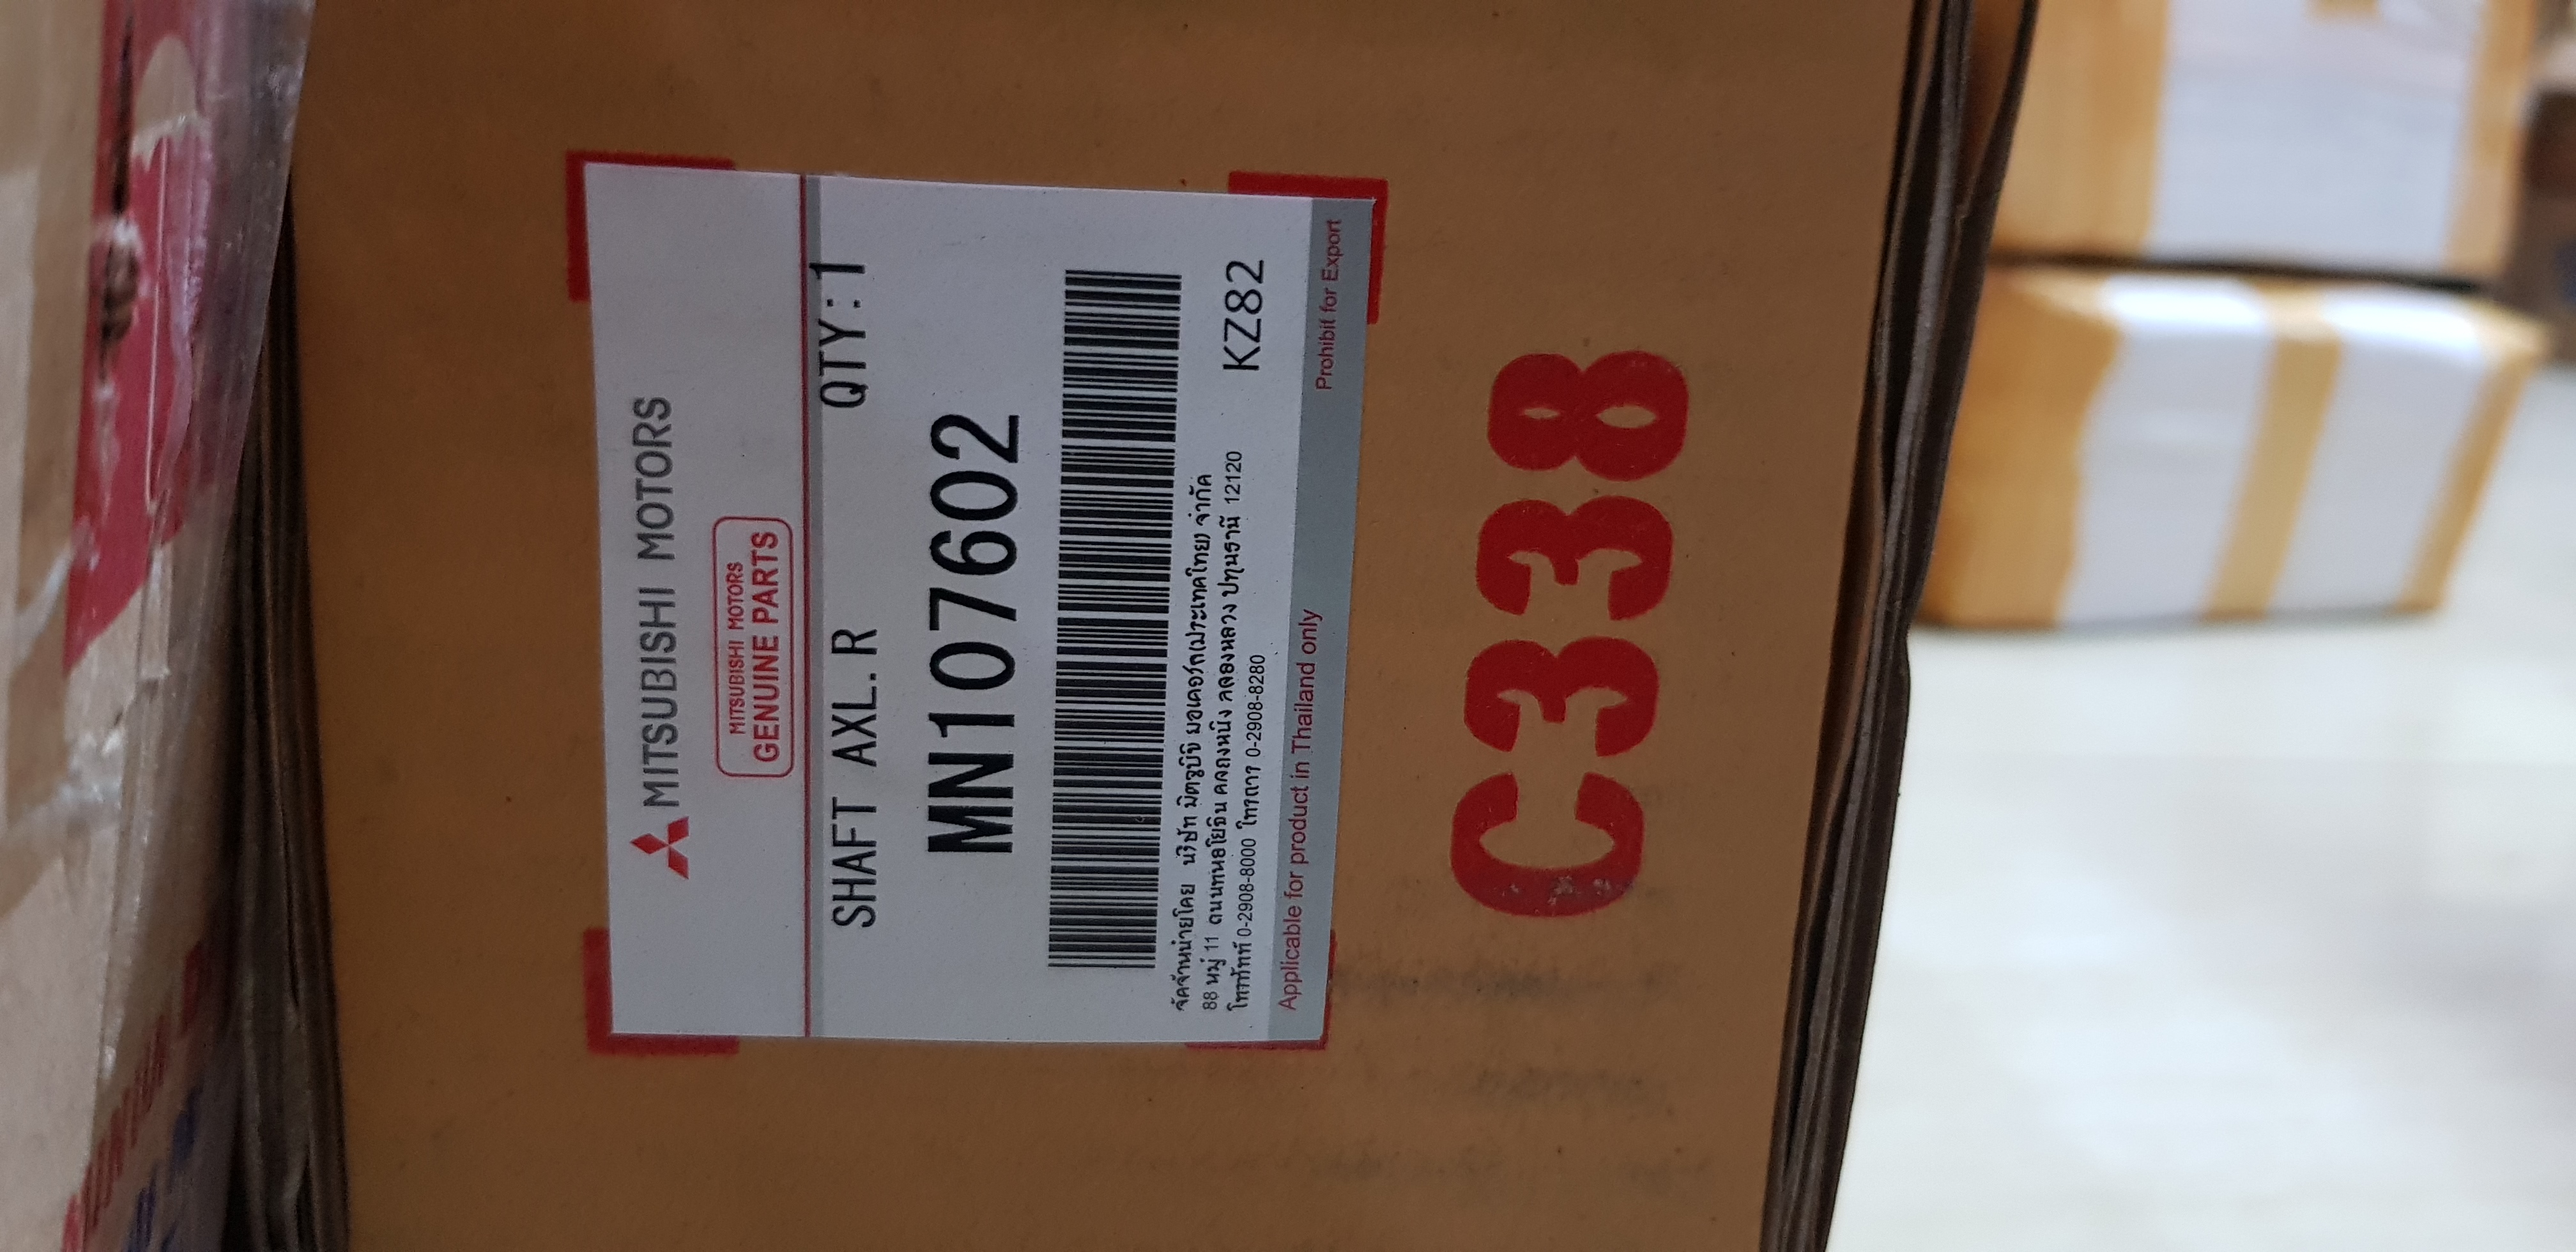 MITSUBISHI MOTORS
MITSUBISHI MOTORS
GENUINE PARTS
SHAFT AXL.R QTY:1
MN107602
จัดจำหน่ายโดย บริษัท มิตซูบิชิ มอเตอร์ส(ประเทศไทย) จำกัด
88 หมู่ 11 ถนนพหลโยธิน ตคลองหนึ่ง คลองหลวง ปทุมธานี 12120
โทรศัพท์ 0-2908-8000 โทรสาร 0-2908-8280 KZ82
Applicable for product in Thailand only Prohibit for Export
C338